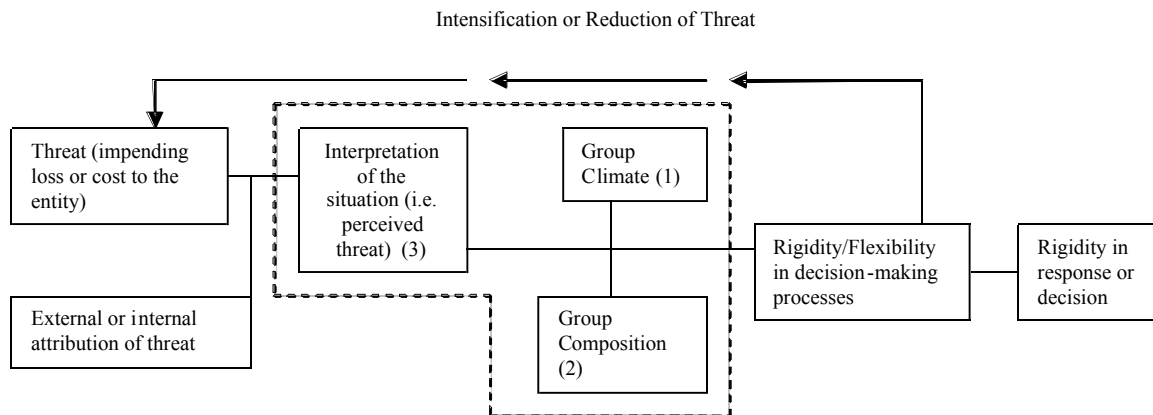 Intensification or Reduction of Threat
Threat (impending
loss or cost to the
entity)
Interpretation
of the
situation (i.e.
perceived
threat) (3)
Group
Climate (1)
Rigidity/Flexibility
in decision-making
processes
Rigidity in
response or
decision
External or internal
attribution of threat
Group
Composition
(2)